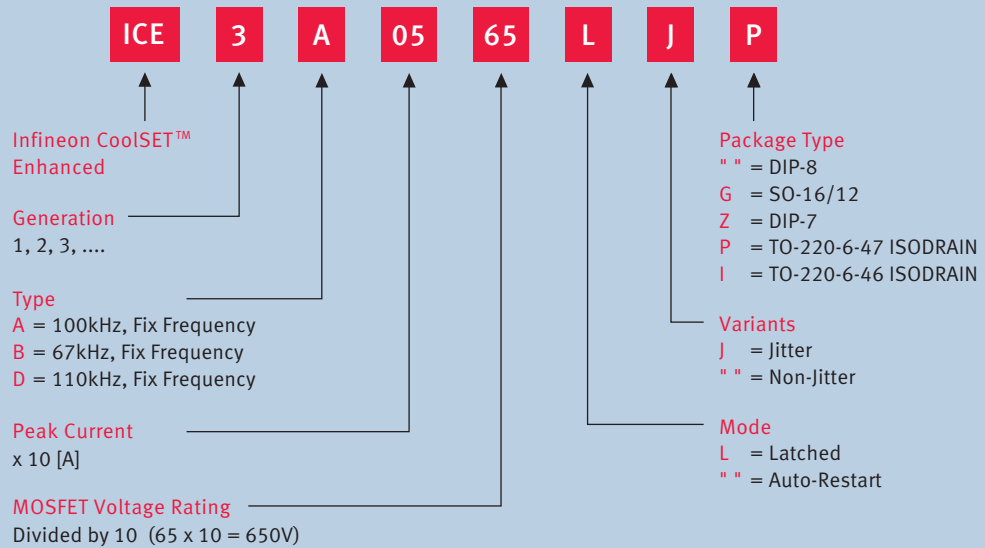 ICE 3 A 05 65 L J P
Infineon CoolSET™
Enhanced
Generation
1, 2, 3, ....
Type
A = 100kHz, Fix Frequency
B = 67kHz, Fix Frequency
D = 110kHz, Fix Frequency
Peak Current
x 10 [A]
MOSFET Voltage Rating
Divided by 10 (65 x 10 = 650V)
Package Type
" " = DIP-8
G = SO-16/12
Z = DIP-7
P = TO-220-6-47 ISODRAIN
I = TO-220-6-46 ISODRAIN
Variants
J = Jitter
" " = Non-Jitter
Mode
L = Latched
" " = Auto-Restart